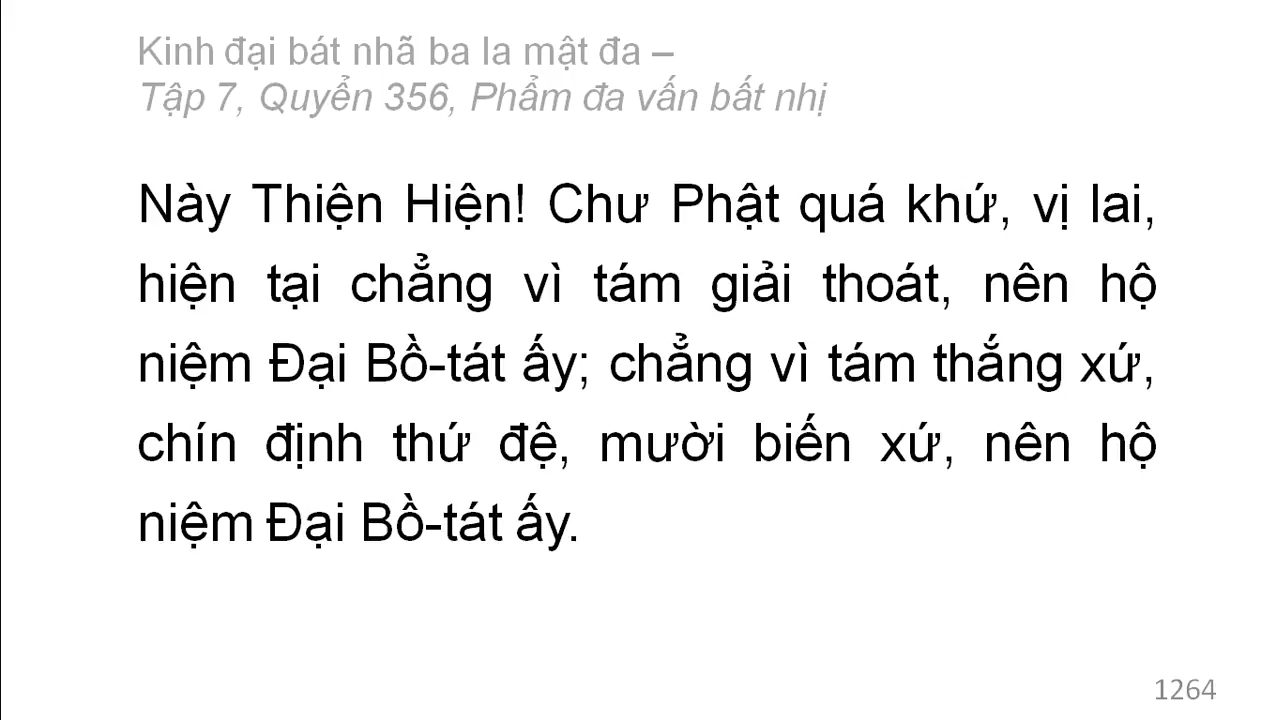 Kinh đại bát nhã ba la mật đa –
Tập 7, Quyển 356, Phẩm đa vấn bất nhị
Này Thiện Hiện! Chư Phật quá khứ, vị lai,
hiện tại chẳng vì tám giải thoát, nên hộ
niệm Đại Bồ-tát ấy; chẳng vì tám thắng xứ,
chín định thứ đệ, mười biến xứ, nên hộ
niệm Đại Bồ-tát ấy.
1264